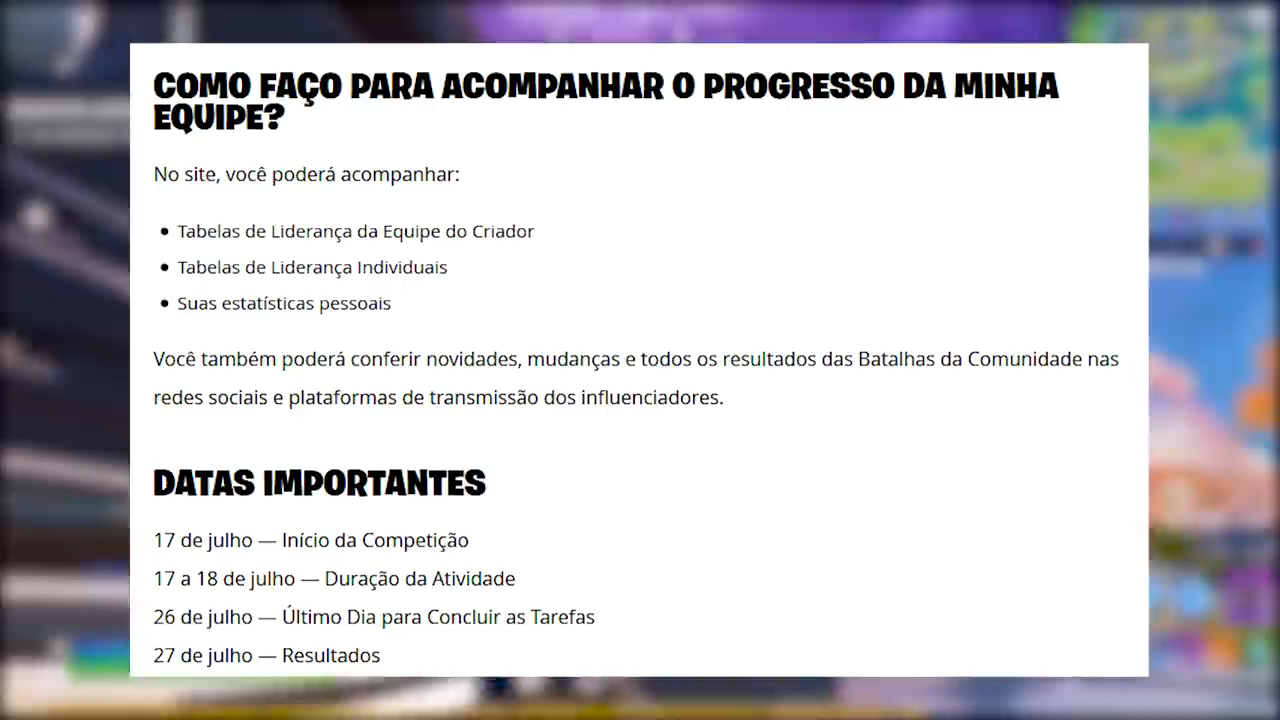 COMO FAÇO PARA ACOMPANHAR O PROGRESSO DA MINHA
EQUIPE?
No site, você poderá acompanhar:
• Tabelas de Liderança da Equipe do Criador
• Tabelas de Liderança Individuais
• Suas estatísticas pessoais
Você também poderá conferir novidades, mudanças e todos os resultados das Batalhas da Comunidade nas
redes sociais e plataformas de transmissão dos influenciadores.
DATAS IMPORTANTES
17 de julho — Início da Competição
17 a 18 de julho — Duração da Atividade
26 de julho — Último Dia para Concluir as Tarefas
27 de julho — Resultados